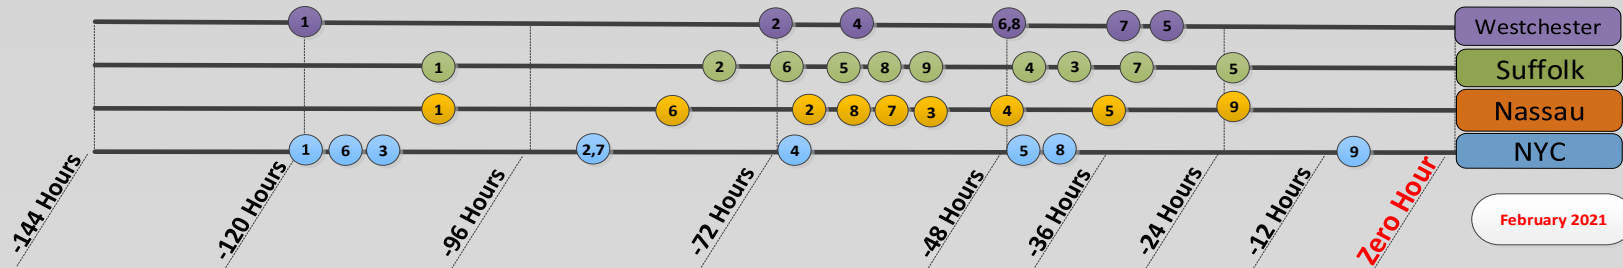 1 2 4 6,8 7 5 Westchester
1 2 6 5 8 9 4 3 7 5 Suffolk
1 6 2 8 7 3 4 5 9 Nassau
1 6 3 2,7 4 5 8 9 NYC
-144 Hours
-120 Hours
-96 Hours
-72 Hours
-48 Hours
-36 Hours
-24 Hours
-12 Hours
Zero Hour
February 2021